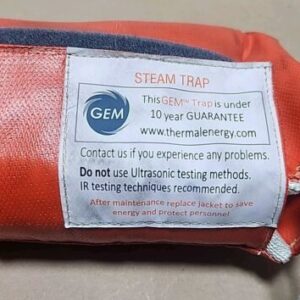 STEAM TRAP
GEM
This GEM™ Trap is under
10 year GUARANTEE
www.thermalenergy.com
Contact us if you experience any problems.
Do not use Ultrasonic testing methods.
IR testing techniques recommended.
After maintenance replace jacket to save
energy and protect personnel